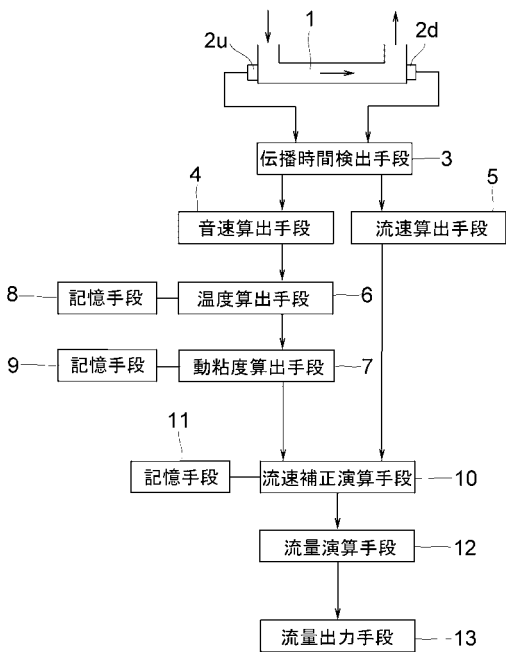 2u
1
2d
伝播時間検出手段
3
4
5
音速算出手段
流速算出手段
8
記憶手段
温度算出手段
6
9
記憶手段
動粘度算出手段
7
11
記憶手段
流速補正演算手段
10
流量演算手段
12
流量出力手段
13